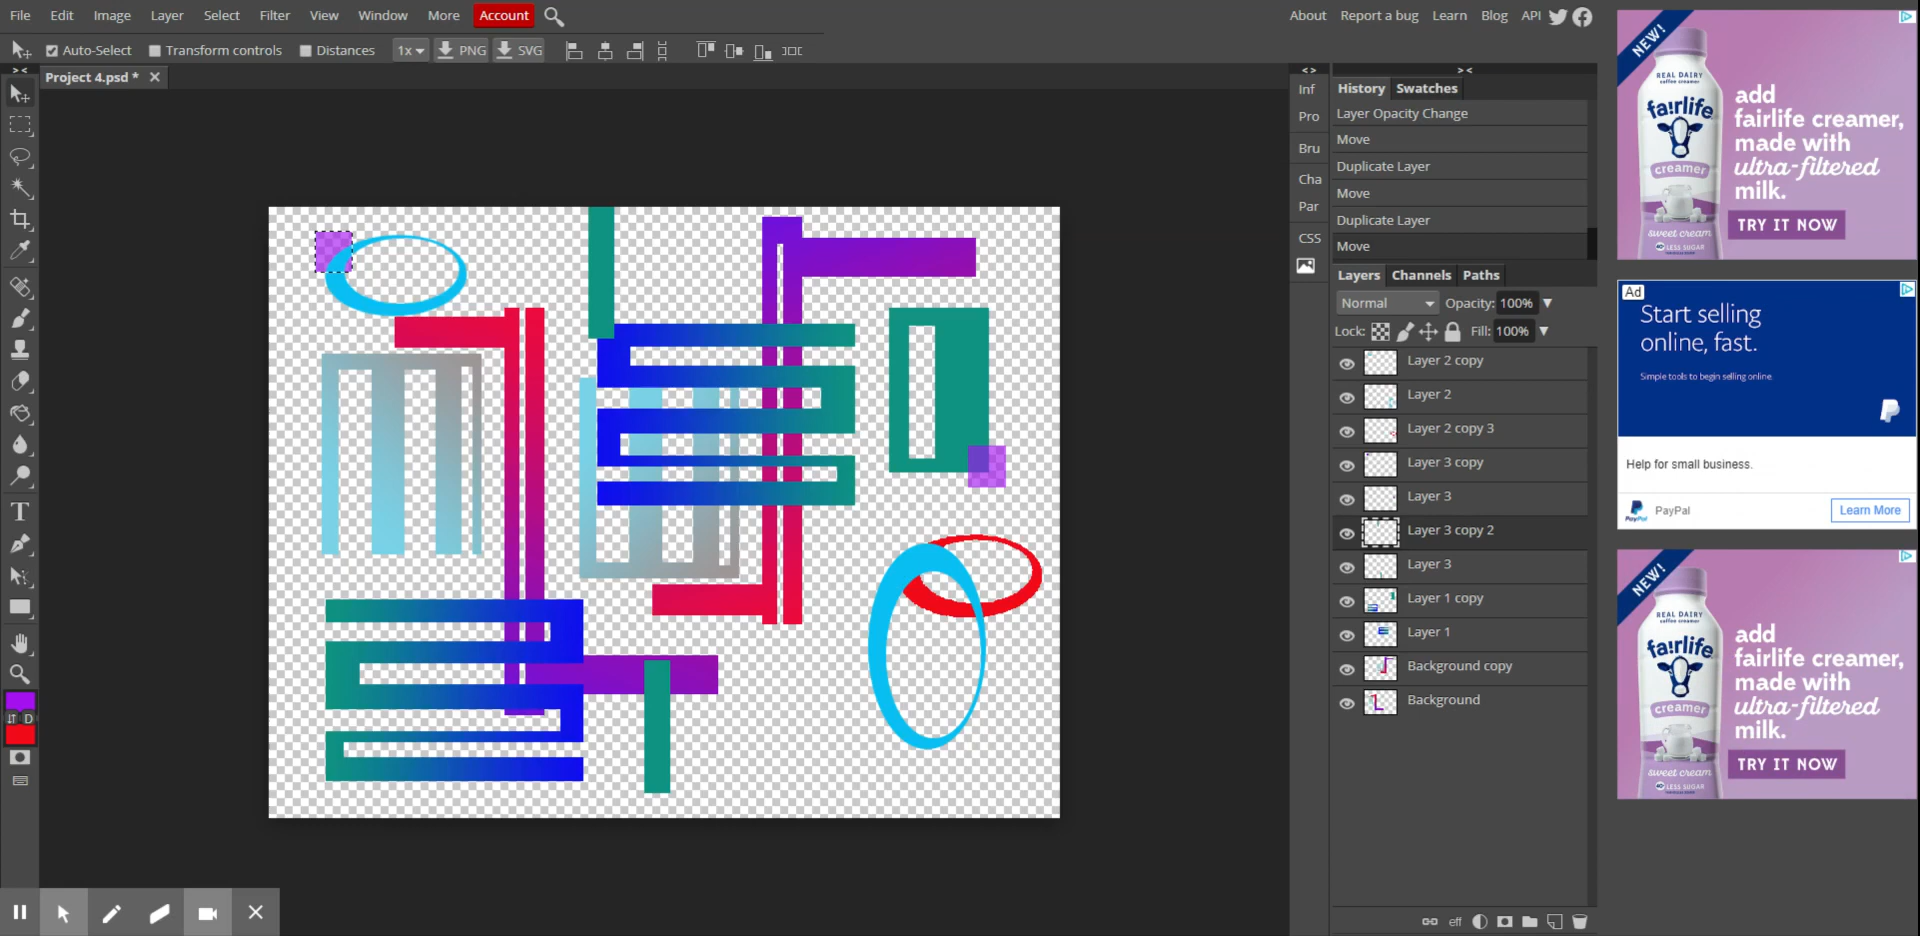 File Edit Image Layer Select Filter View Window More Account
About Report a bug Learn Blog API
Auto-Select Transform controls Distances 1x PNG SVG
> <
Project 4.psd *
< >
> <
Inf
Pro
Bru
Cha
Par
CSS
History Swatches
Layer Opacity Change
Move
Duplicate Layer
Move
Duplicate Layer
Move
Layers Channels Paths
Normal Opacity: 100%
Lock: Fill: 100%
Layer 2 copy
Layer 2
Layer 2 copy 3
Layer 3 copy
Layer 3
Layer 3 copy 2
Layer 3
Layer 1 copy
Layer 1
Background copy
Background
eff
T
D
NEW!
REAL DAIRY
coffee creamer
fairlife
creamer
sweet cream
40 LESS SUGAR
add
fairlife creamer,
made with
ultra-filtered
milk.
TRY IT NOW
Ad
Start selling
online, fast.
Simple tools to begin selling online.
Help for small business.
PayPal
PayPal
Learn More
NEW!
REAL DAIRY
coffee creamer
fairlife
creamer
sweet cream
40 LESS SUGAR
add
fairlife creamer,
made with
ultra-filtered
milk.
TRY IT NOW